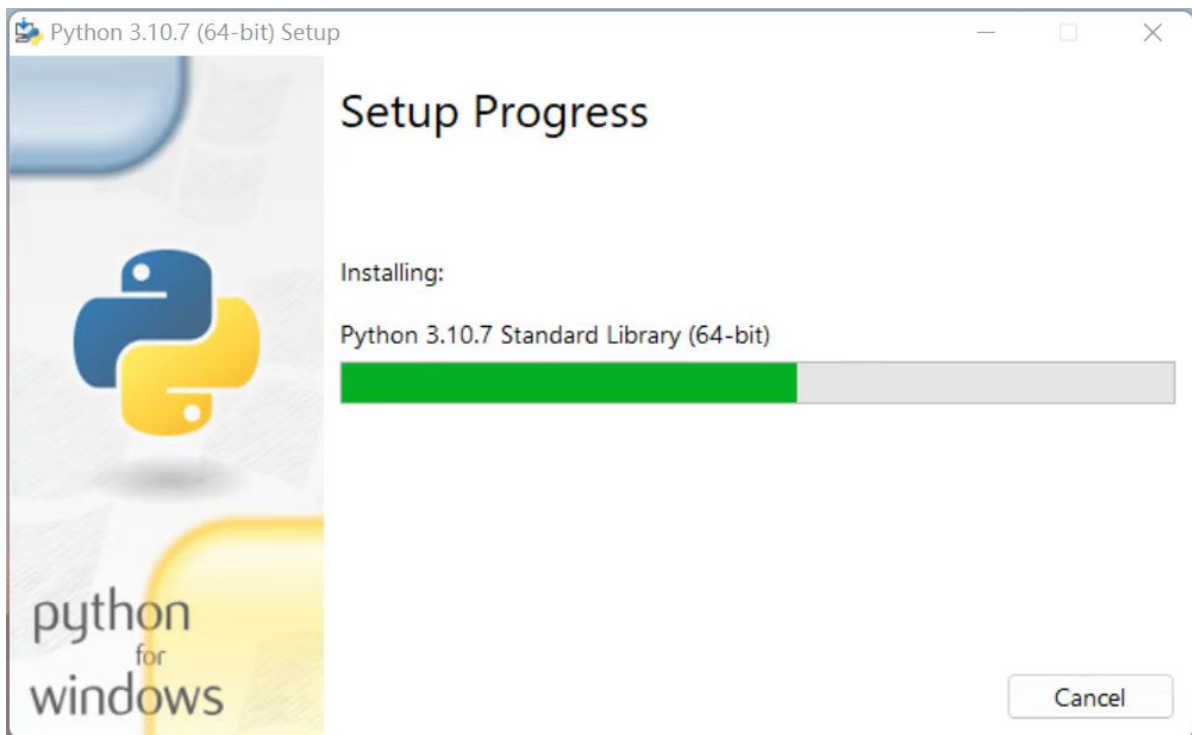 Python 3.10.7 (64-bit) Setup
Setup Progress
Installing:
Python 3.10.7 Standard Library (64-bit)
python
for
windows
Cancel